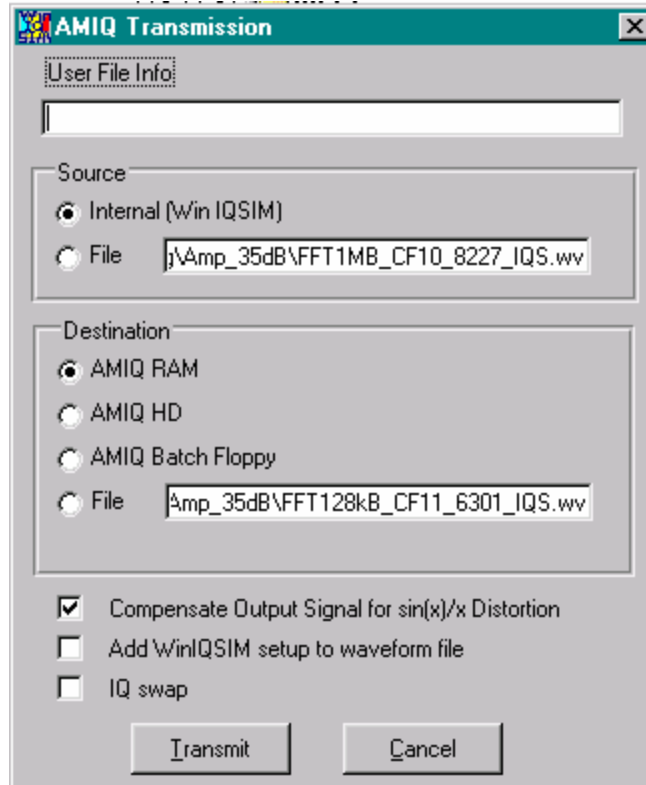 AMIQ Transmission
User File Info
Source
Internal (Win IQSIM)
File \Amp_35dB\FFT1MB_CF10_8227_IQS.wv
Destination
AMIQ RAM
AMIQ HD
AMIQ Batch Floppy
File Amp_35dB\FFT128kB_CF11_6301_IQS.wv
Compensate Output Signal for sin(x)/x Distortion
Add WinIQSIM setup to waveform file
IQ swap
Transmit Cancel